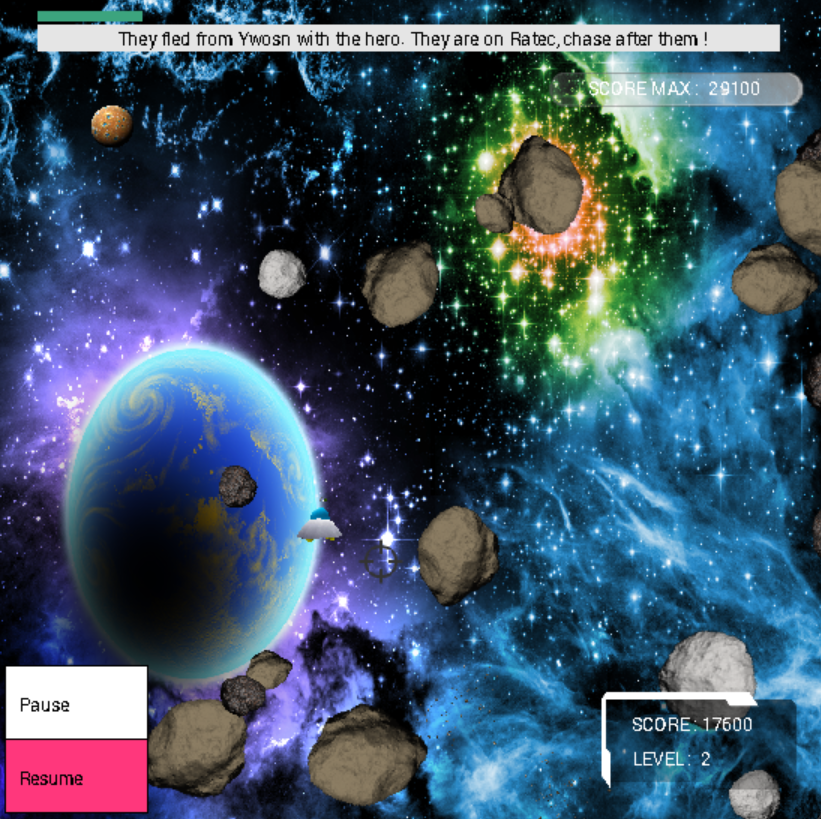 They fled from Ywosn with the hero. They are on Ratec, chase after them !
SCORE MAX: 29100
Pause
Resume
SCORE: 17600
LEVEL: 2